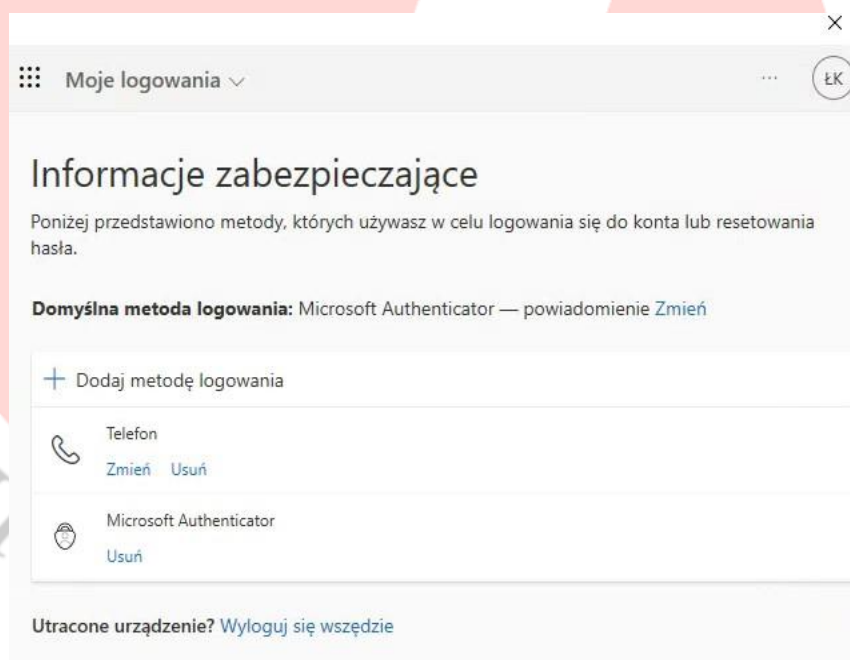 Moje logowania
ŁK
Informacje zabezpieczające
Poniżej przedstawiono metody, których używasz w celu logowania się do konta lub resetowania
hasła.
Domyślna metoda logowania: Microsoft Authenticator — powiadomienie Zmień
Dodaj metodę logowania
Telefon
Zmień Usuń
Microsoft Authenticator
Usuń
Utracone urządzenie? Wyloguj się wszędzie